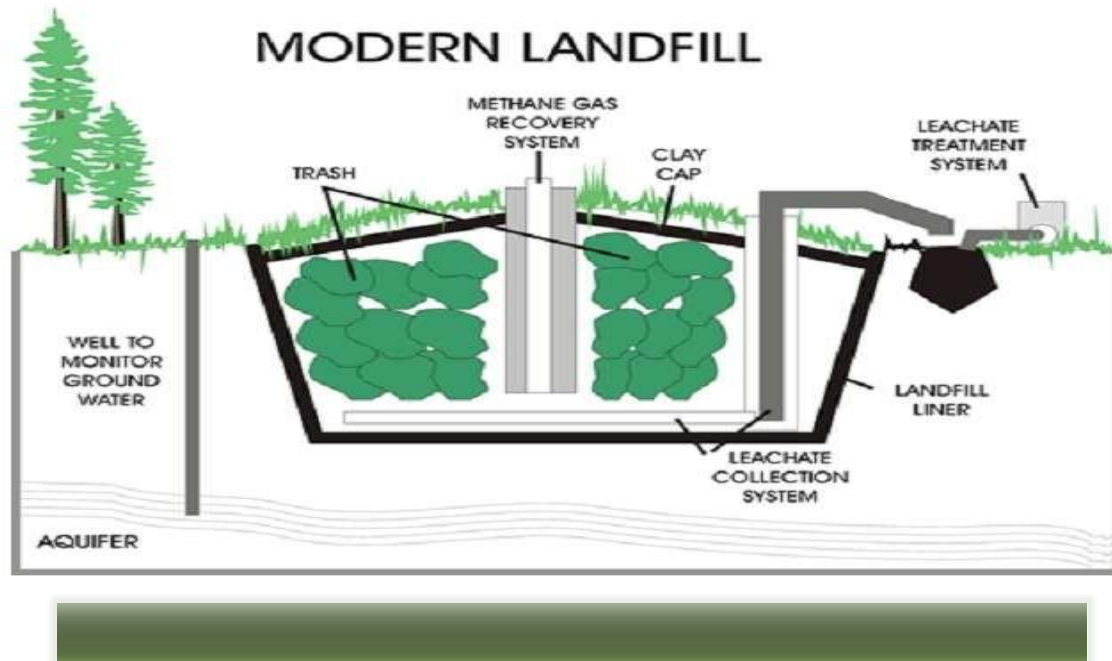 MODERN LANDFILL
METHANE GAS
RECOVERY
SYSTEM
LEACHATE
TREATMENT
SYSTEM
TRASH
CLAY
CAP
WELL TO
MONITOR
GROUND
WATER
LANDFILL
LINER
LEACHATE
COLLECTION
SYSTEM
AQUIFER